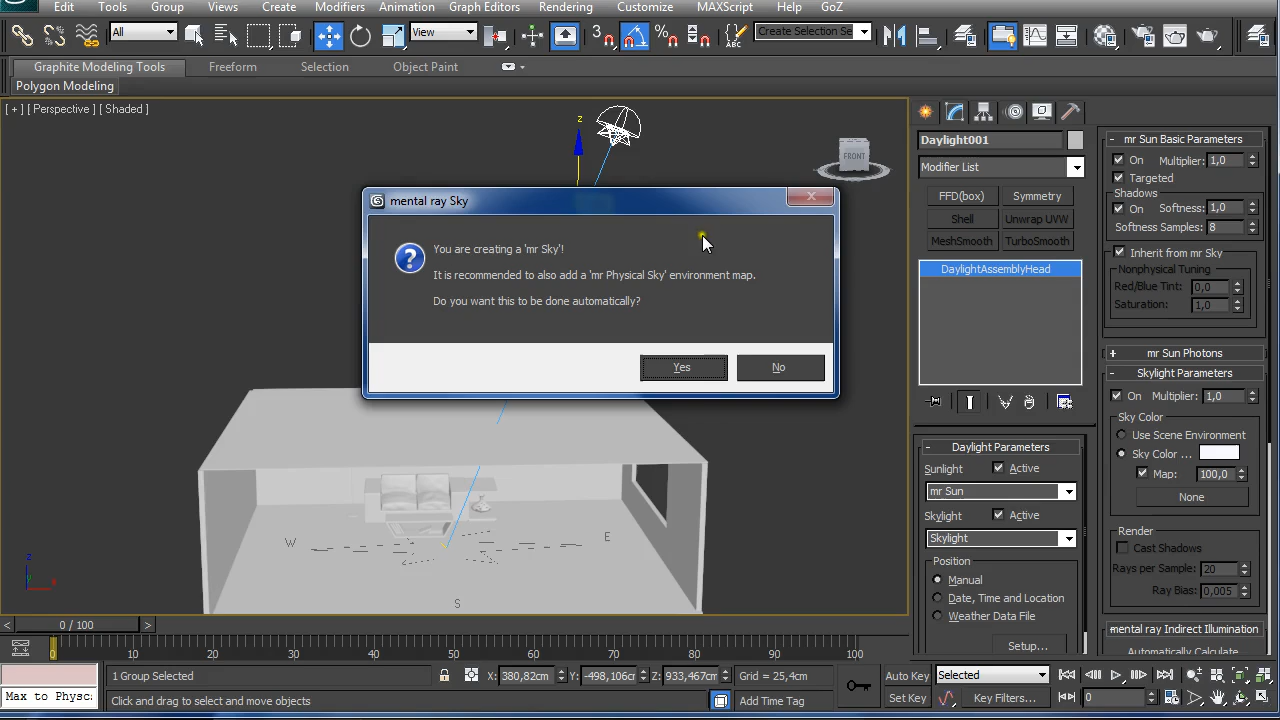 Edit Tools Group Views Create Modifiers Animation Graph Editors Rendering Customize MAXScript Help GoZ
All View 3 Create Selection Se
Graphite Modeling Tools Freeform Selection Object Paint
Polygon Modeling
[ + ] [ Perspective ] [ Shaded ]
z
FRONT
mental ray Sky
You are creating a 'mr Sky'!
It is recommended to also add a 'mr Physical Sky' environment map.
Do you want this to be done automatically?
Yes No
W E
S
z
x
Daylight001
Modifier List
FFD(box) Symmetry
Shell Unwrap UVW
MeshSmooth TurboSmooth
DaylightAssemblyHead
Daylight Parameters
Sunlight Active
mr Sun
Skylight Active
Skylight
Position
Manual
Date, Time and Location
Weather Data File
Setup...
mr Sun Basic Parameters
On Multiplier: 1,0
Targeted
Shadows
On Softness: 1,0
Softness Samples: 8
Inherit from mr Sky
Nonphysical Tuning
Red/Blue Tint: 0,0
Saturation: 1,0
mr Sun Photons
Skylight Parameters
On Multiplier: 1,0
Sky Color
Use Scene Environment
Sky Color ...
Map: 100,0
None
Render
Cast Shadows
Rays per Sample: 20
Ray Bias: 0,005
mental ray Indirect Illumination
Automatically Calculate
< 0 / 100 >
0 10 20 30 40 50 60 70 80 90 100
1 Group Selected X: 380,82cm Y: -498,106c Z: 933,467cm Grid = 25,4cm Auto Key Selected
Max to Physc: Click and drag to select and move objects Add Time Tag Set Key Key Filters... 0